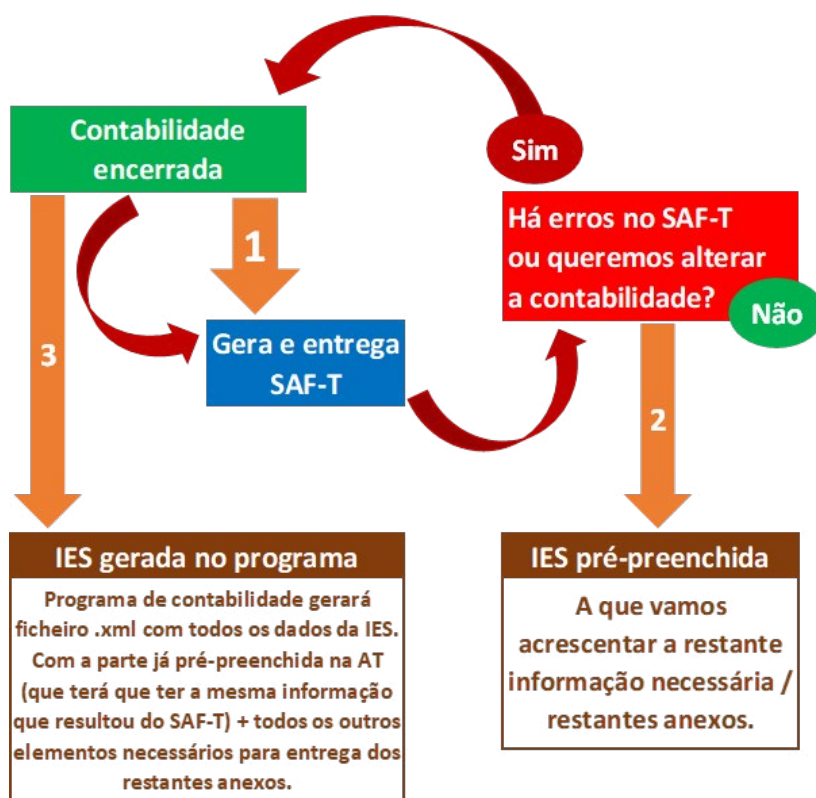 Contabilidade
encerrada
Sim
Há erros no SAF-T
ou queremos alterar
a contabilidade?
Não
1
Gera e entrega
SAF-T
3
2
IES gerada no programa
Programa de contabilidade gerará
ficheiro .xml com todos os dados da IES.
Com a parte já pré-preenchida na AT
(que terá que ter a mesma informação
que resultou do SAF-T) + todos os outros
elementos necessários para entrega dos
restantes anexos.
IES pré-preenchida
A que vamos
acrescentar a restante
informação necessária /
restantes anexos.